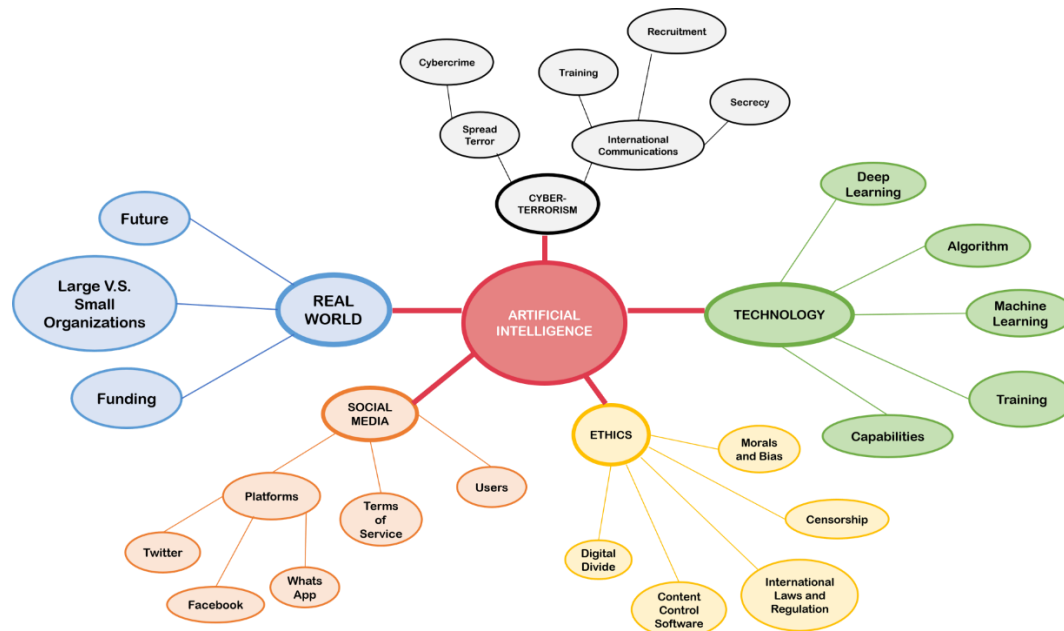 Recruitment
Cybercrime
Training
Secrecy
Spread
Terror
International
Communications
CYBER-
TERRORISM
Deep
Learning
Algorithm
Machine
Learning
Training
Capabilities
TECHNOLOGY
ARTIFICIAL
INTELLIGENCE
REAL
WORLD
Future
Large V.S.
Small
Organizations
Funding
SOCIAL
MEDIA
Platforms
Twitter
Facebook
Whats
App
Terms
of
Service
Users
ETHICS
Morals
and Bias
Censorship
International
Laws and
Regulation
Content
Control
Software
Digital
Divide